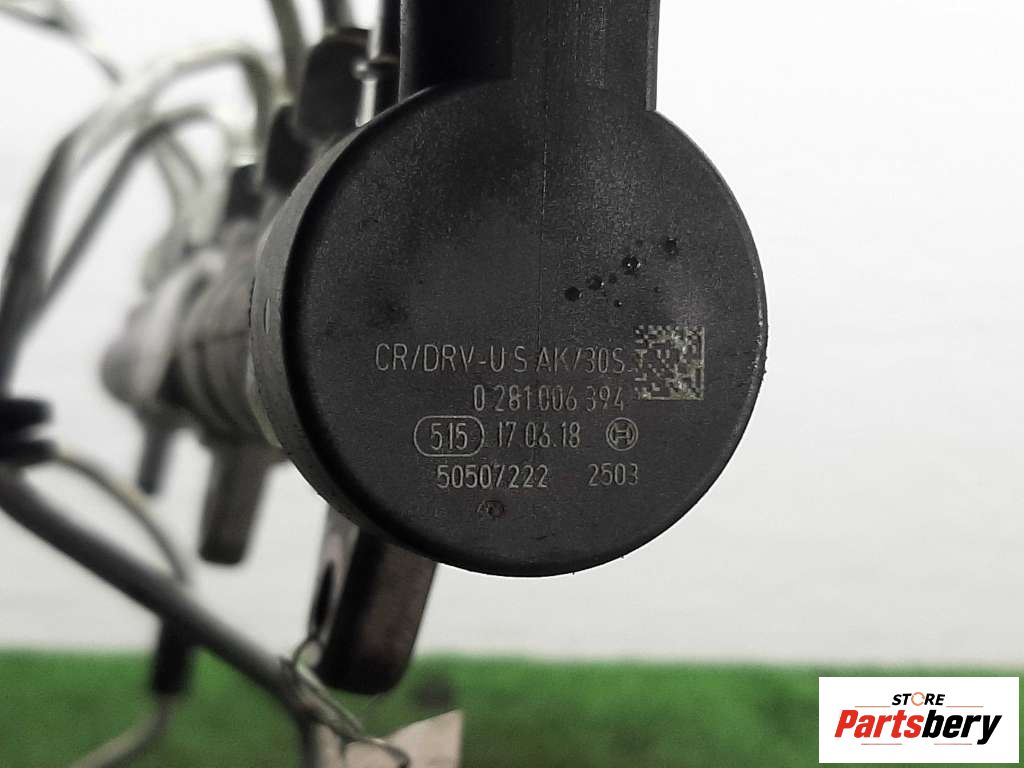 CR/DRV-U S AK/30S
0 281 006 394
515 17 06.18
50507222 2503
STORE
Partsbery